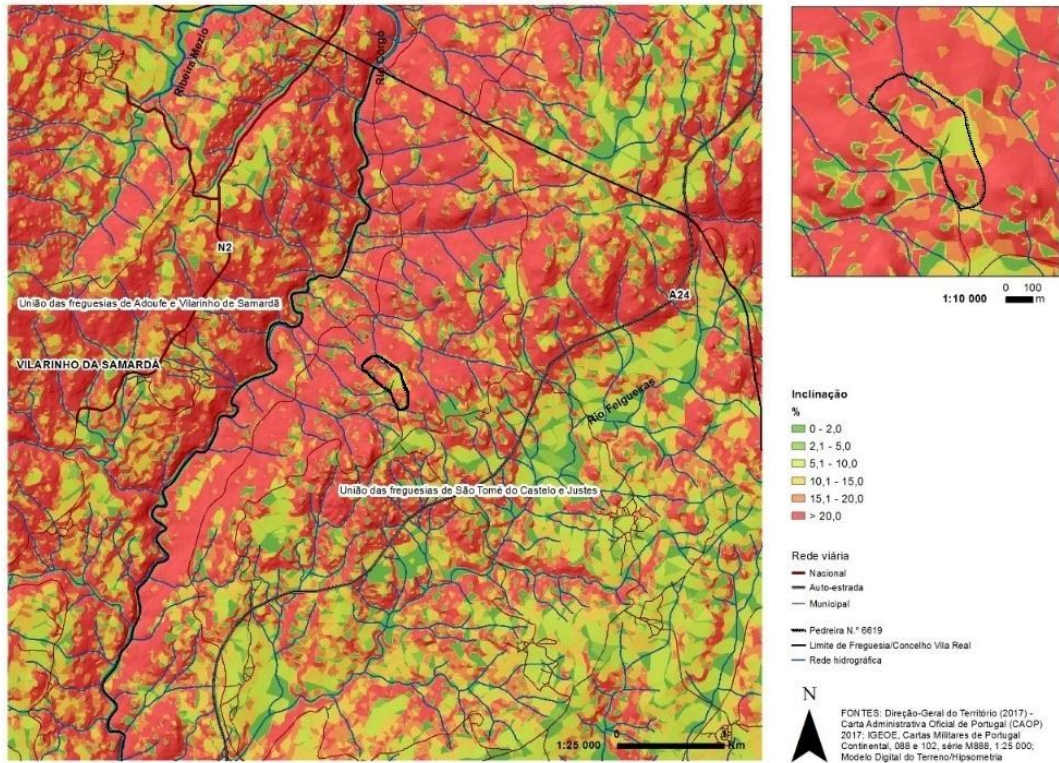 Ribeira Mezio
Rio Corgo
N2
União das freguesias de Adoufe e Vilarinho de Samardã
A24
VILARINHO DA SAMARDÃ
Rio Felgueiras
União das freguesias de São Tomé do Castelo e Justes
1:25 000
Km
1:10 000
0 100
m
Inclinação
%
0 - 2,0
2,1 - 5,0
5,1 - 10,0
10,1 - 15,0
15,1 - 20,0
> 20,0
Rede viária
Nacional
Auto-estrada
Municipal
Pedreira N.º 6619
Limite de Freguesia/Concelho Vila Real
Rede hidrográfica
N
FONTES: Direção-Geral do Território (2017) -
Carta Administrativa Oficial de Portugal (CAOP)
2017; IGEOE, Cartas Militares de Portugal
Continental, 088 e 102, série M888, 1:25 000;
Modelo Digital do Terreno/Hipsometria